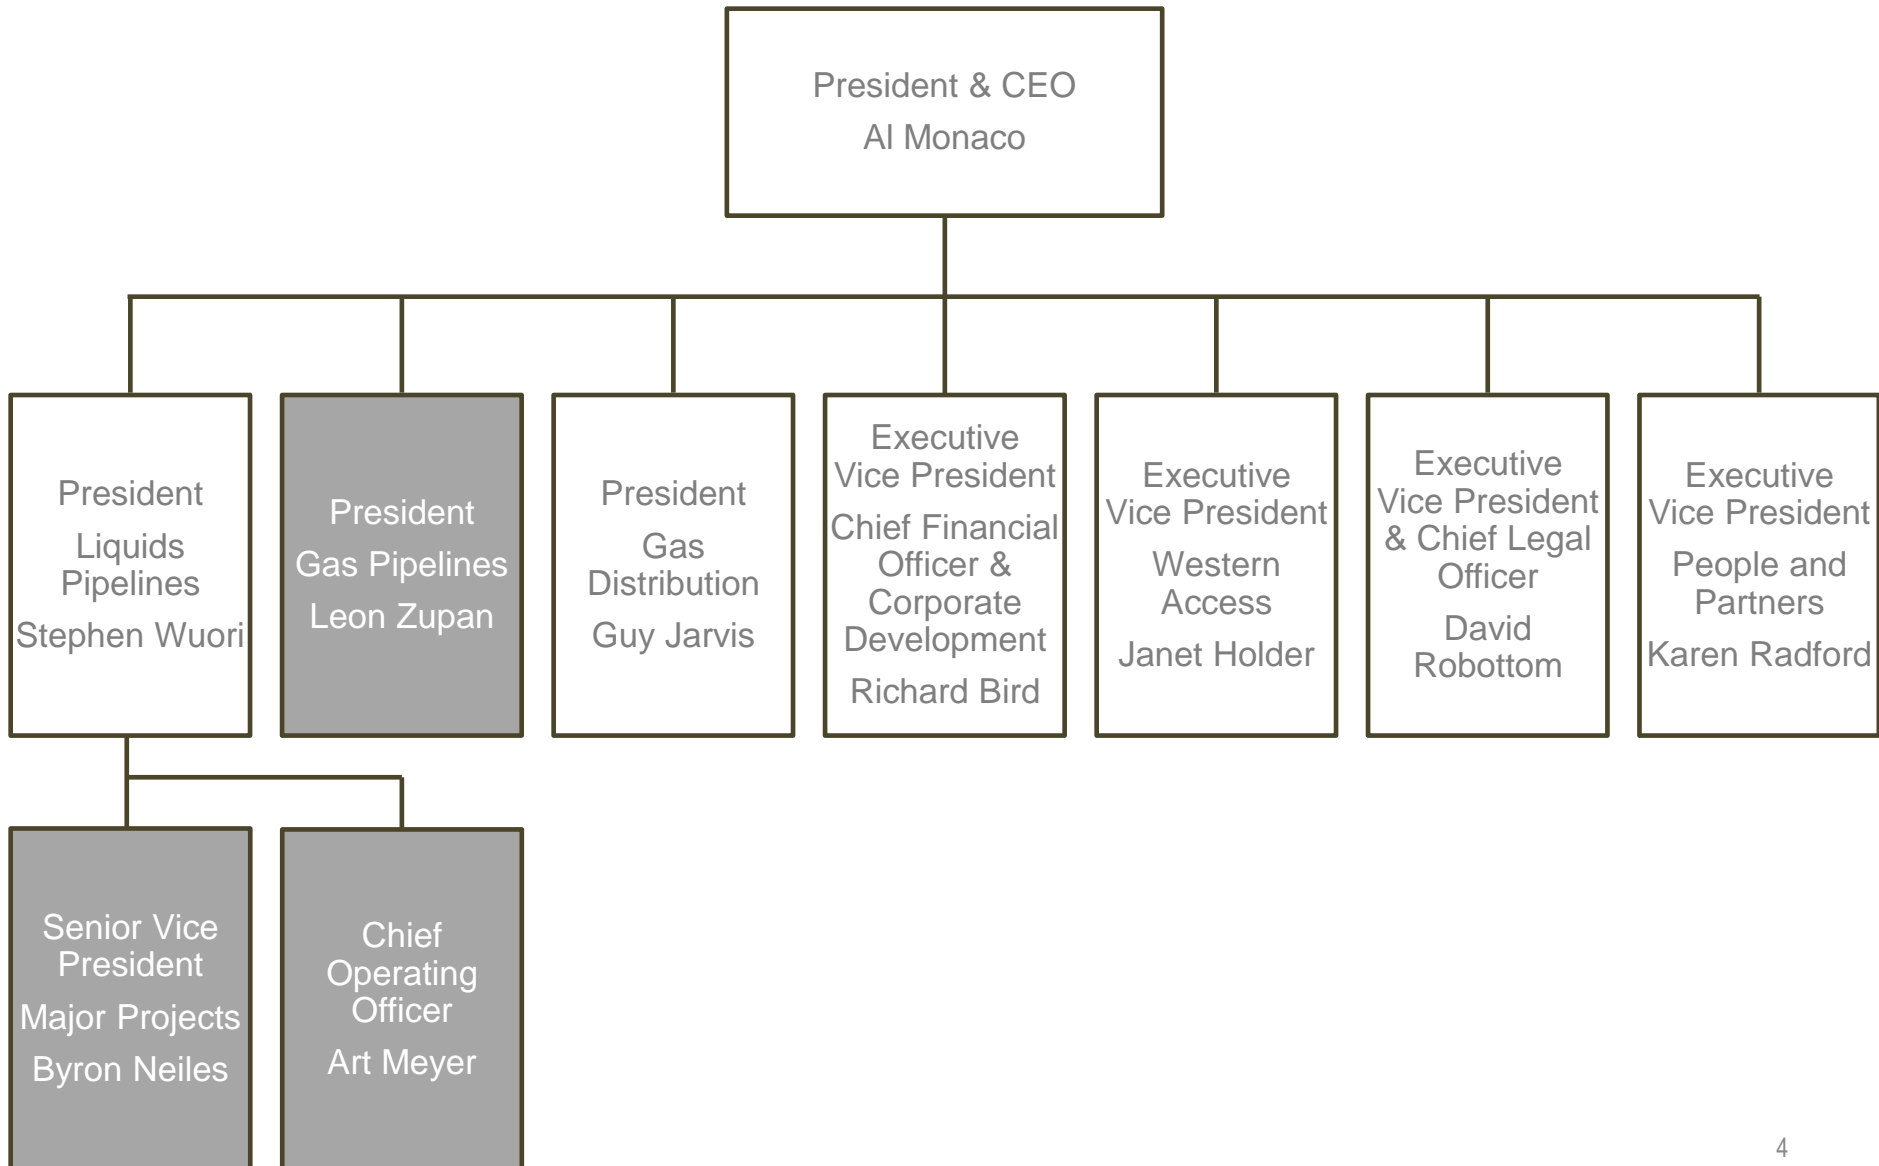 President & CEO
Al Monaco
President
Liquids
Pipelines
Stephen Wuori
President
Gas Pipelines
Leon Zupan
President
Gas
Distribution
Guy Jarvis
Executive
Vice President
Chief Financial
Officer &
Corporate
Development
Richard Bird
Executive
Vice President
Western
Access
Janet Holder
Executive
Vice President
& Chief Legal
Officer
David
Robottom
Executive
Vice President
People and
Partners
Karen Radford
Senior Vice
President
Major Projects
Byron Neiles
Chief
Operating
Officer
Art Meyer
4